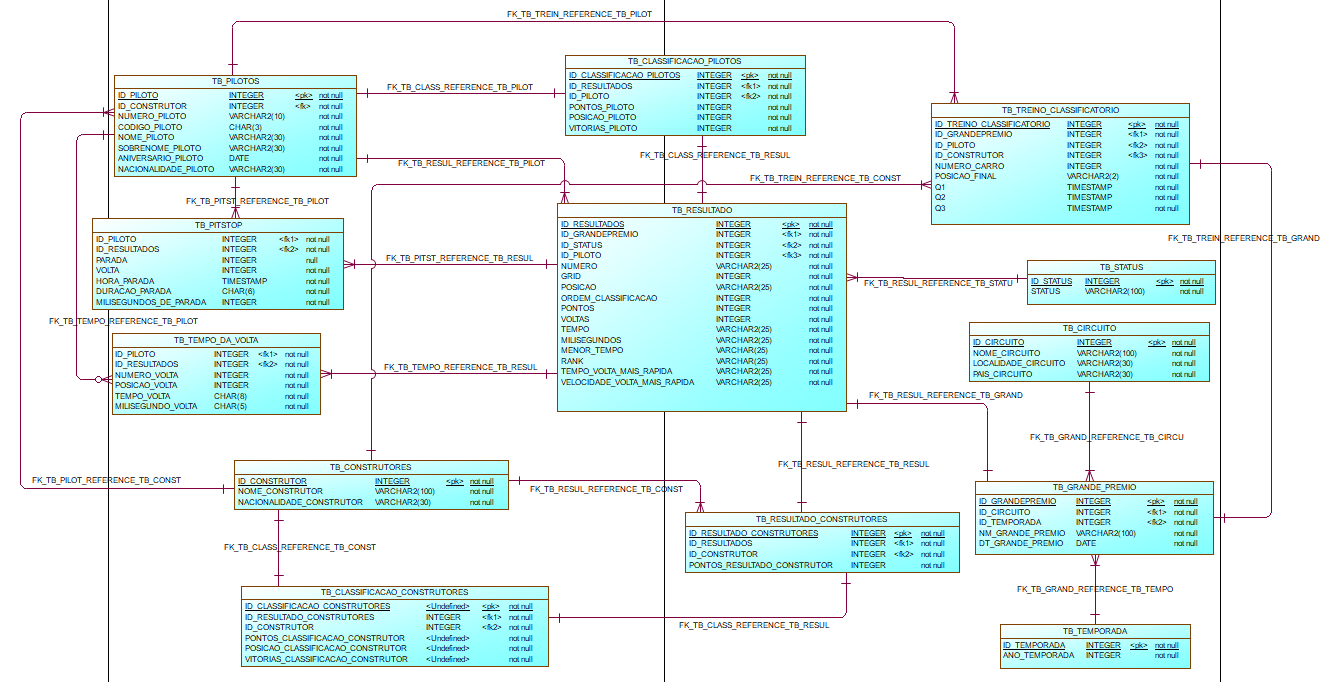 FK_TB_TREIN_REFERENCE_TB_PILOT
TB_PILOTOS
ID_PILOTO INTEGER <pk> not null
ID_CONSTRUTOR INTEGER <fk> not null
NUMERO_PILOTO VARCHAR2(10) not null
CODIGO_PILOTO CHAR(3) not null
NOME_PILOTO VARCHAR2(30) not null
SOBRENOME_PILOTO VARCHAR2(30) not null
ANIVERSARIO_PILOTO DATE not null
NACIONALIDADE_PILOTO VARCHAR2(30) not null
FK_TB_CLASS_REFERENCE_TB_PILOT
TB_CLASSIFICACAO_PILOTOS
ID_CLASSIFICACAO_PILOTOS INTEGER <pk> not null
ID_RESULTADOS INTEGER <fk1> not null
ID_PILOTO INTEGER <fk2> not null
PONTOS_PILOTO INTEGER not null
POSICAO_PILOTO INTEGER not null
VITORIAS_PILOTO INTEGER not null
TB_TREINO_CLASSIFICATORIO
ID_TREINO_CLASSIFICATORIO INTEGER <pk> not null
ID_GRANDEPREMIO INTEGER <fk1> not null
ID_PILOTO INTEGER <fk2> not null
ID_CONSTRUTOR INTEGER <fk3> not null
NUMERO_CARRO INTEGER not null
POSICAO_FINAL VARCHAR2(2) not null
Q1 TIMESTAMP not null
Q2 TIMESTAMP not null
Q3 TIMESTAMP not null
FK_TB_RESUL_REFERENCE_TB_PILOT
FK_TB_CLASS_REFERENCE_TB_RESUL
FK_TB_TREIN_REFERENCE_TB_CONST
FK_TB_PITST_REFERENCE_TB_PILOT
FK_TB_TREIN_REFERENCE_TB_GRAND
TB_PITSTOP
ID_PILOTO INTEGER <fk1> not null
ID_RESULTADOS INTEGER <fk2> not null
PARADA INTEGER null
VOLTA INTEGER not null
HORA_PARADA TIMESTAMP not null
DURACAO_PARADA CHAR(6) not null
MILISEGUNDOS_DE_PARADA INTEGER not null
FK_TB_PITST_REFERENCE_TB_RESUL
TB_RESULTADO
ID_RESULTADOS INTEGER <pk> not null
ID_GRANDEPREMIO INTEGER <fk1> not null
ID_STATUS INTEGER <fk2> not null
ID_PILOTO INTEGER <fk3> not null
NUMERO VARCHAR2(25) not null
GRID INTEGER not null
POSICAO VARCHAR2(25) not null
ORDEM_CLASSIFICACAO INTEGER not null
PONTOS INTEGER not null
VOLTAS INTEGER not null
TEMPO VARCHAR2(25) not null
MILISEGUNDOS VARCHAR2(25) not null
MENOR_TEMPO VARCHAR(25) not null
RANK VARCHAR(25) not null
TEMPO_VOLTA_MAIS_RAPIDA VARCHAR2(25) not null
VELOCIDADE_VOLTA_MAIS_RAPIDA VARCHAR2(25) not null
FK_TB_RESUL_REFERENCE_TB_STATU
TB_STATUS
ID_STATUS INTEGER <pk> not null
STATUS VARCHAR2(100) not null
FK_TB_TEMPO_REFERENCE_TB_PILOT
TB_TEMPO_DA_VOLTA
ID_PILOTO INTEGER <fk1> not null
ID_RESULTADOS INTEGER <fk2> not null
NUMERO_VOLTA INTEGER not null
POSICAO_VOLTA INTEGER not null
TEMPO_VOLTA CHAR(8) not null
MILISEGUNDO_VOLTA CHAR(5) not null
FK_TB_TEMPO_REFERENCE_TB_RESUL
TB_CIRCUITO
ID_CIRCUITO INTEGER <pk> not null
NOME_CIRCUITO VARCHAR2(100) not null
LOCALIDADE_CIRCUITO VARCHAR2(30) not null
PAIS_CIRCUITO VARCHAR2(30) not null
FK_TB_RESUL_REFERENCE_TB_GRAND
FK_TB_GRAND_REFERENCE_TB_CIRCU
FK_TB_RESUL_REFERENCE_TB_RESUL
FK_TB_PILOT_REFERENCE_TB_CONST
TB_CONSTRUTORES
ID_CONSTRUTOR INTEGER <pk> not null
NOME_CONSTRUTOR VARCHAR2(100) not null
NACIONALIDADE_CONSTRUTOR VARCHAR2(30) not null
FK_TB_RESUL_REFERENCE_TB_CONST
TB_GRANDE_PREMIO
ID_GRANDEPREMIO INTEGER <pk> not null
ID_CIRCUITO INTEGER <fk1> not null
ID_TEMPORADA INTEGER <fk2> not null
NM_GRANDE_PREMIO VARCHAR2(100) not null
DT_GRANDE_PREMIO DATE not null
TB_RESULTADO_CONSTRUTORES
ID_RESULTADO_CONSTRUTORES INTEGER <pk> not null
ID_RESULTADOS INTEGER <fk1> not null
ID_CONSTRUTOR INTEGER <fk2> not null
PONTOS_RESULTADO_CONSTRUTOR INTEGER not null
FK_TB_CLASS_REFERENCE_TB_CONST
FK_TB_GRAND_REFERENCE_TB_TEMPO
TB_CLASSIFICACAO_CONSTRUTORES
ID_CLASSIFICACAO_CONSTRUTORES <Undefined> <pk> not null
ID_RESULTADO_CONSTRUTORES INTEGER <fk1> not null
ID_CONSTRUTOR INTEGER <fk2> not null
PONTOS_CLASSIFICACAO_CONSTRUTOR <Undefined> not null
POSICAO_CLASSIFICACAO_CONSTRUTOR <Undefined> not null
VITORIAS_CLASSIFICACAO_CONSTRUTOR <Undefined> not null
FK_TB_CLASS_REFERENCE_TB_RESUL
TB_TEMPORADA
ID_TEMPORADA INTEGER <pk> not null
ANO_TEMPORADA INTEGER not null